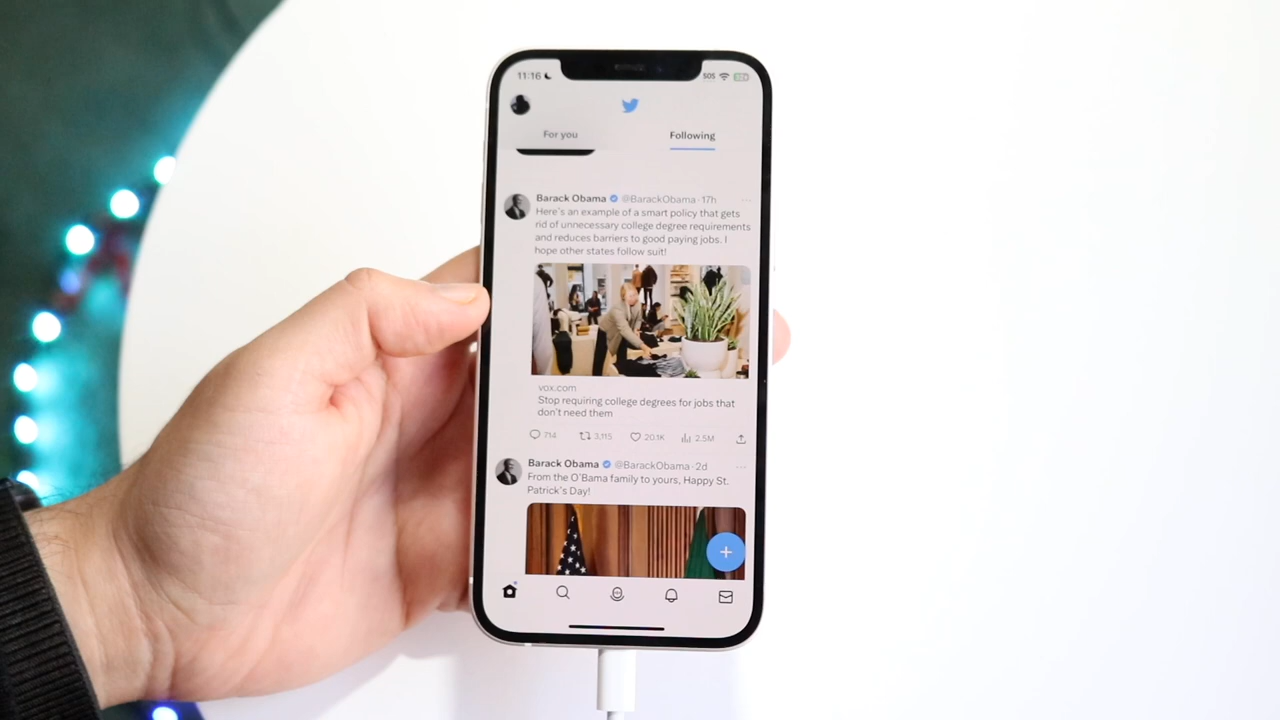 11:16
SOS
For you
Following
Barack Obama @BarackObama · 17h
Here's an example of a smart policy that gets
rid of unnecessary college degree requirements
and reduces barriers to good paying jobs. I
hope other states follow suit!
vox.com
Stop requiring college degrees for jobs that
don't need them
714 3,115 20.1K 2.5M
Barack Obama @BarackObama · 2d
From the O'Bama family to yours, Happy St.
Patrick's Day!